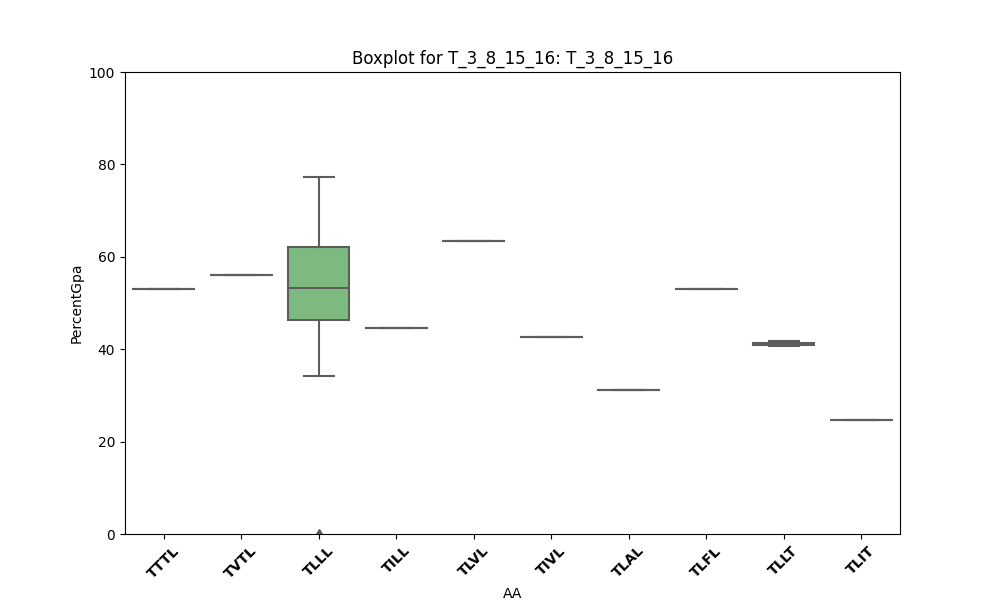 Boxplot for T_3_8_15_16: T_3_8_15_16
100
80
60
40
20
0
PercentGpa
TTTL
TVTL
TLLL
TILL
TLVL
TIVL
TLAL
TLFL
TLLT
TLIT
AA